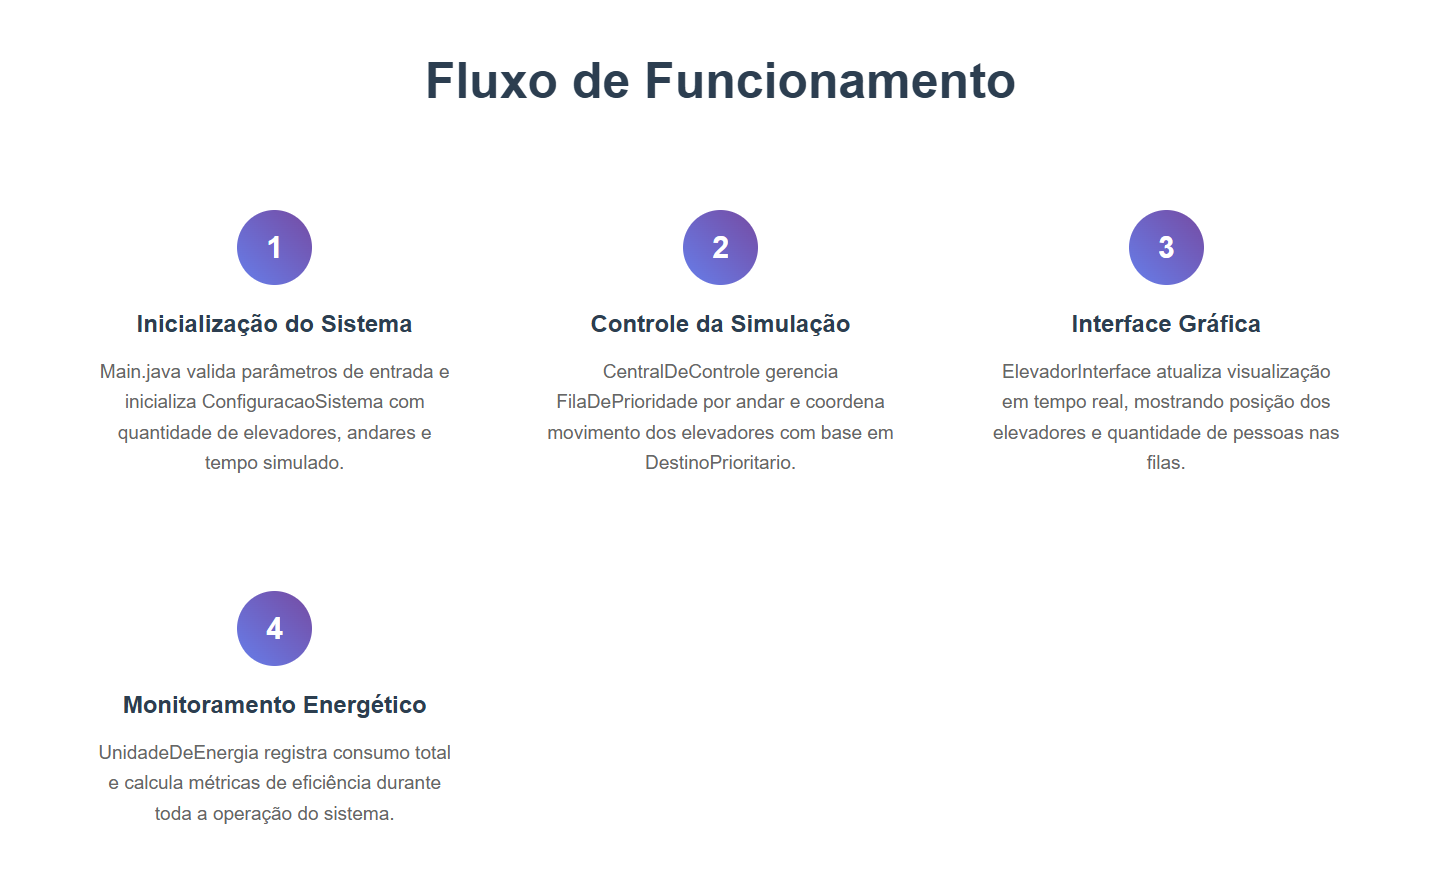 Fluxo de Funcionamento
1
Inicialização do Sistema
Main.java valida parâmetros de entrada e
inicializa ConfiguracaoSistema com
quantidade de elevadores, andares e
tempo simulado.
2
Controle da Simulação
CentralDeControle gerencia
FilaDePrioridade por andar e coordena
movimento dos elevadores com base em
DestinoPrioritario.
3
Interface Gráfica
ElevadorInterface atualiza visualização
em tempo real, mostrando posição dos
elevadores e quantidade de pessoas nas
filas.
4
Monitoramento Energético
UnidadeDeEnergia registra consumo total
e calcula métricas de eficiência durante
toda a operação do sistema.